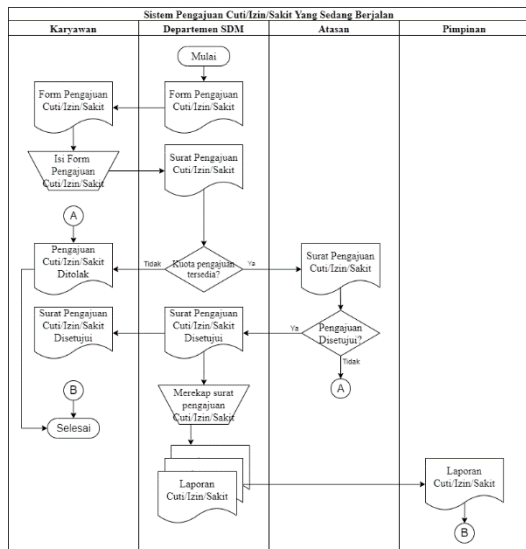 Sistem Pengajuan Cuti/Izin/Sakit Yang Sedang Berjalan
Karyawan
Departemen SDM
Atasan
Pimpinan
Mulai
Form Pengajuan
Cuti/Izin/Sakit
Form Pengajuan
Cuti/Izin/Sakit
Isi Form
Pengajuan
Cuti/Izin/Sakit
Surat Pengajuan
Cuti/Izin/Sakit
A
Pengajuan
Cuti/Izin/Sakit
Ditolak
Tidak
Kuota pengajuan
tersedia?
Ya
Surat Pengajuan
Cuti/Izin/Sakit
Surat Pengajuan
Cuti/Izin/Sakit
Disetujui
Surat Pengajuan
Cuti/Izin/Sakit
Disetujui
Ya
Pengajuan
Disetujui?
Tidak
A
B
Merekap surat
pengajuan
Cuti/Izin/Sakit
Selesai
Laporan
Cuti/Izin/Sakit
Laporan
Cuti/Izin/Sakit
B